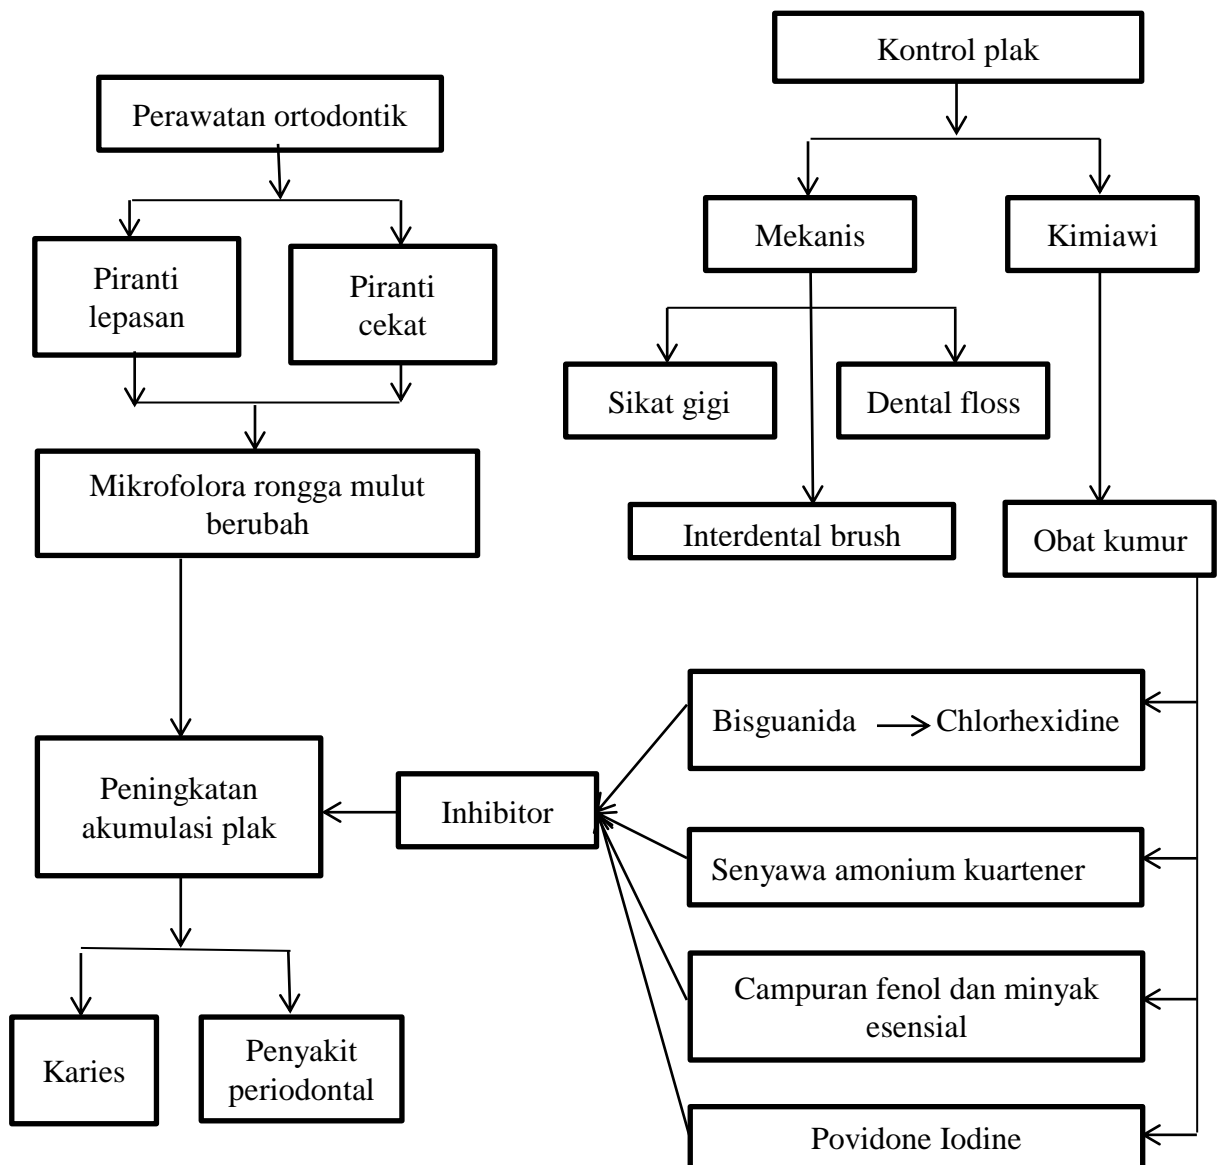 Kontrol plak
Perawatan ortodontik
Mekanis
Kimiawi
Piranti
lepasan
Piranti
cekat
Sikat gigi
Dental floss
Mikrofolora rongga mulut
berubah
Interdental brush
Obat kumur
Bisguanida
Chlorhexidine
Peningkatan
akumulasi plak
Inhibitor
Senyawa amonium kuartener
Campuran fenol dan minyak
esensial
Karies
Penyakit
periodontal
Povidone Iodine